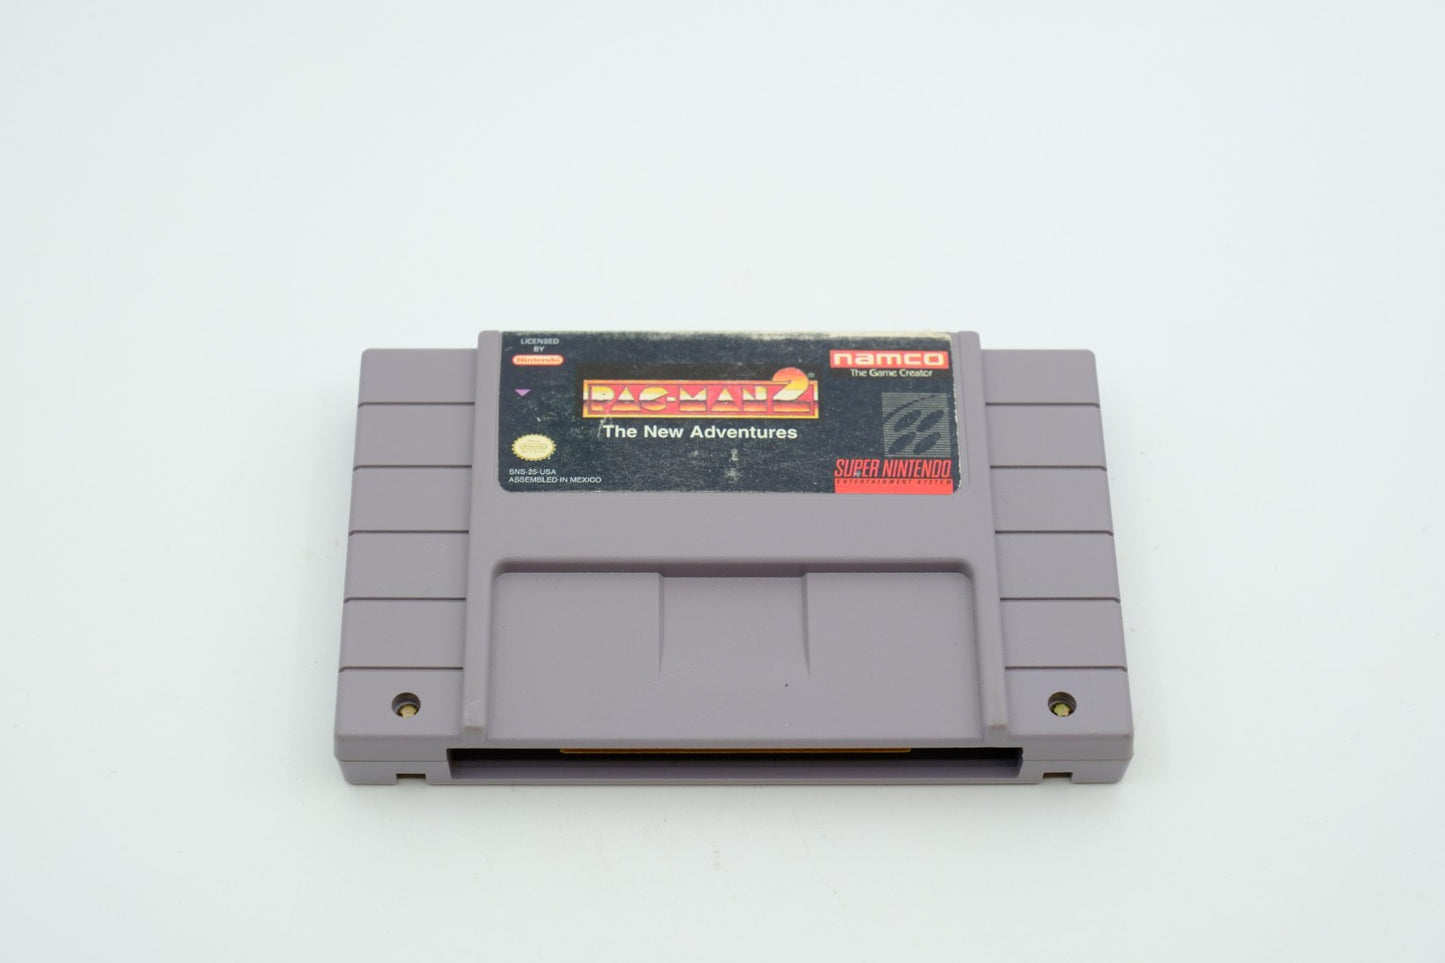 LICENSED
BY
Nintendo
namco
The Game Creator
PAC-MAN 2
®
The New Adventures
SNS-25-USA
ASSEMBLED IN MEXICO
SUPER NINTENDO
ENTERTAINMENT SYSTEM